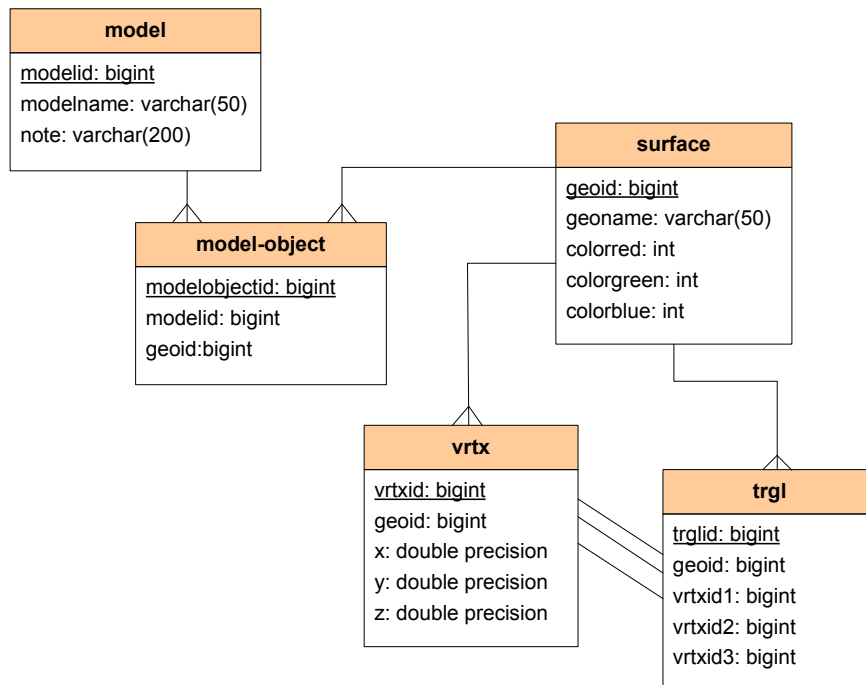 model
modelid: bigint
modelname: varchar(50)
note: varchar(200)
surface
geoid: bigint
geoname: varchar(50)
colorred: int
colorgreen: int
colorblue: int
model-object
modelobjectid: bigint
modelid: bigint
geoid:bigint
vrtx
vrtxid: bigint
geoid: bigint
x: double precision
y: double precision
z: double precision
trgl
trglid: bigint
geoid: bigint
vrtxid1: bigint
vrtxid2: bigint
vrtxid3: bigint